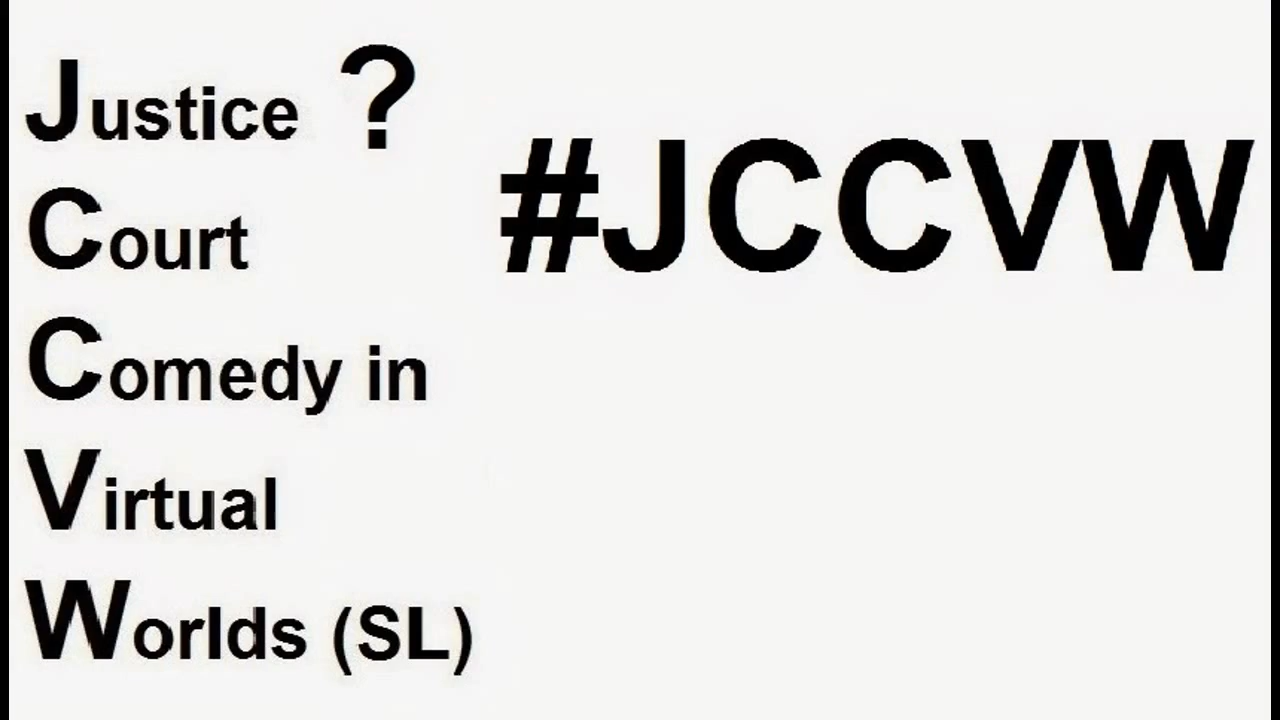 Justice ?
#JCCVW
Court
Comedy in
Virtual
Worlds (SL)